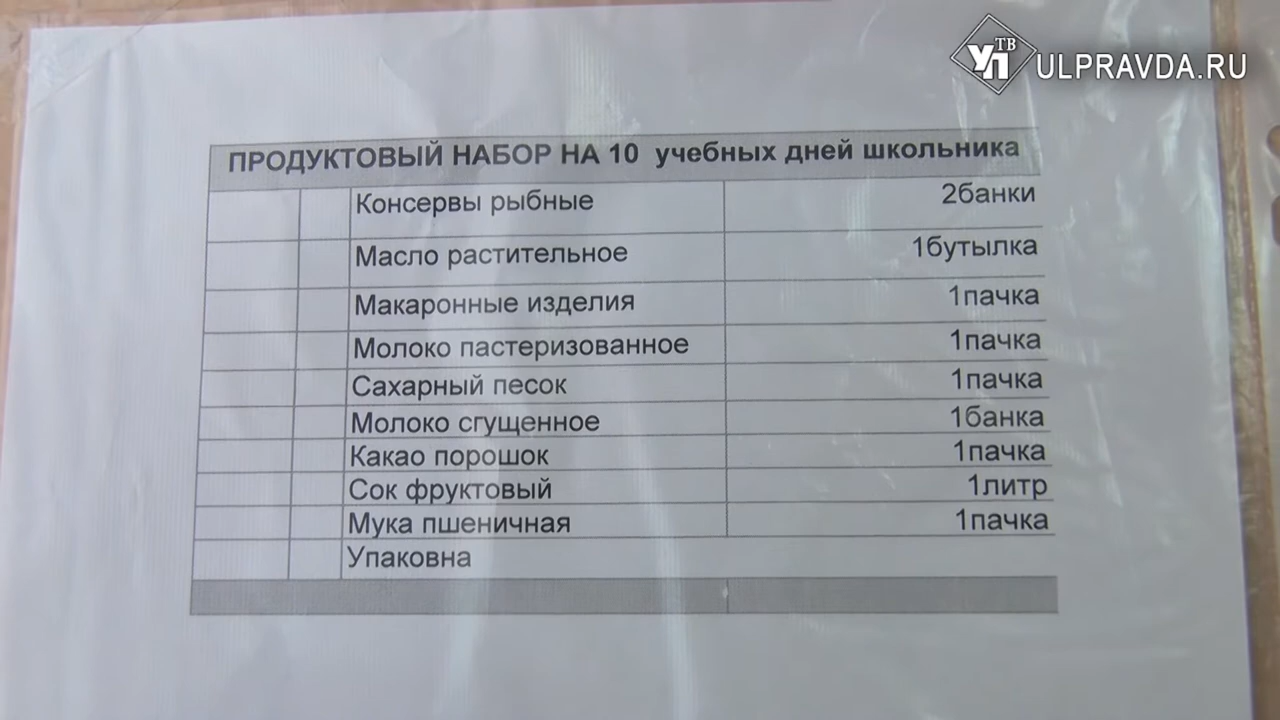 УП ТВ ULPRAVDA.RU
ПРОДУКТОВЫЙ НАБОР НА 10 учебных дней школьника
Консервы рыбные 2банки
Масло растительное 1бутылка
Макаронные изделия 1пачка
Молоко пастеризованное 1пачка
Сахарный песок 1пачка
Молоко сгущенное 1банка
Какао порошок 1пачка
Сок фруктовый 1литр
Мука пшеничная 1пачка
Упаковна